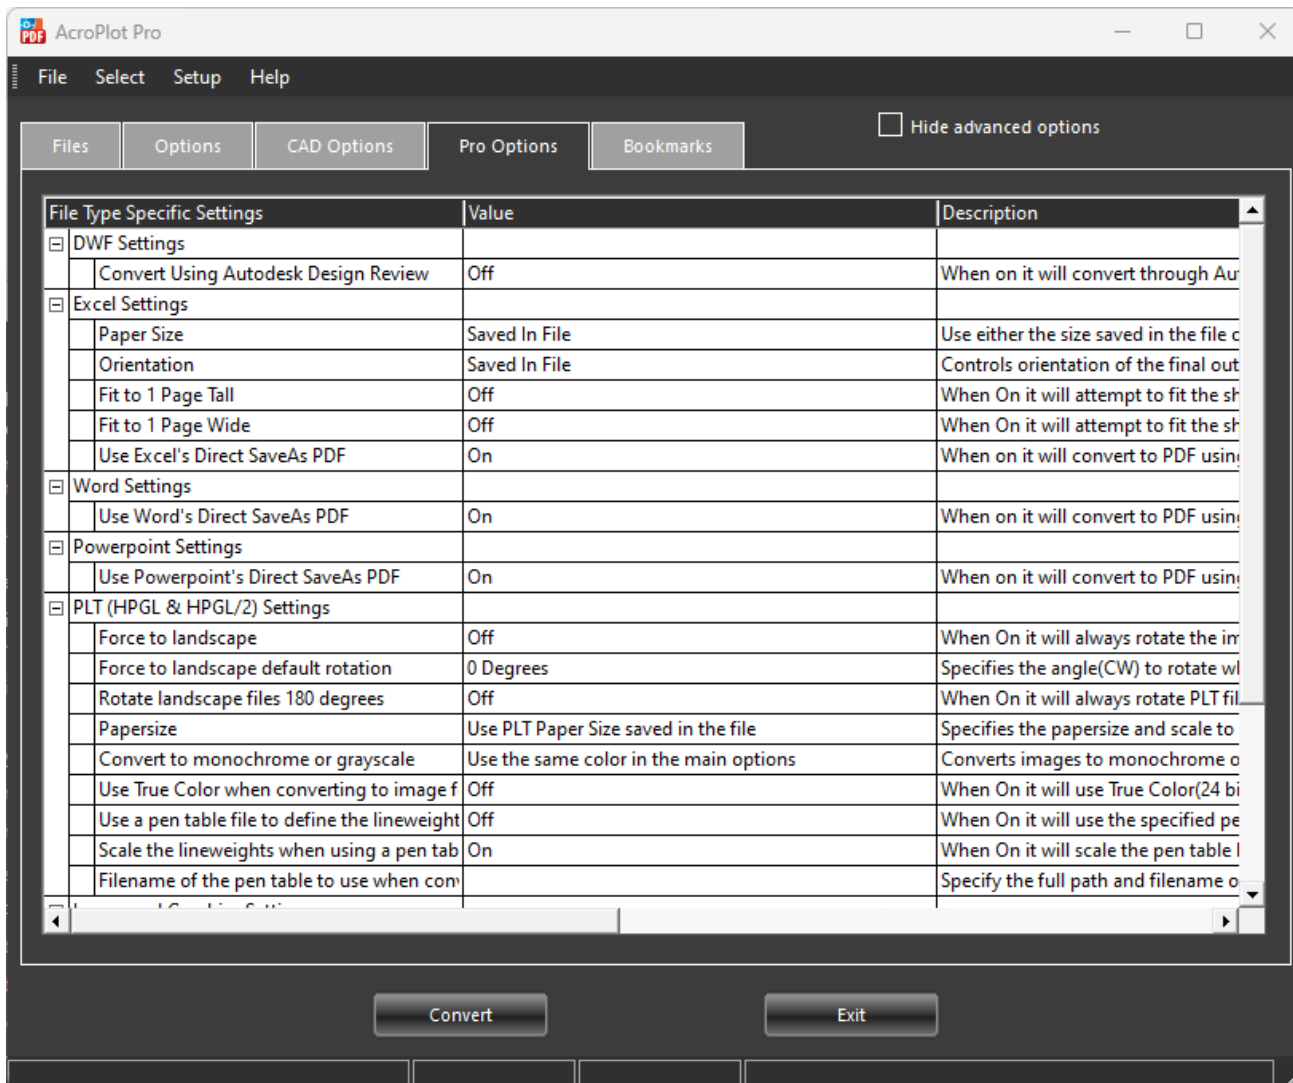 AcroPlot Pro
File Select Setup Help
Hide advanced options
Files Options CAD Options Pro Options Bookmarks
File Type Specific Settings Value Description
DWF Settings
Convert Using Autodesk Design Review Off When on it will convert through Au
Excel Settings
Paper Size Saved In File Use either the size saved in the file
Orientation Saved In File Controls orientation of the final out
Fit to 1 Page Tall Off When On it will attempt to fit the sh
Fit to 1 Page Wide Off When On it will attempt to fit the sh
Use Excel's Direct SaveAs PDF On When on it will convert to PDF using
Word Settings
Use Word's Direct SaveAs PDF On When on it will convert to PDF using
Powerpoint Settings
Use Powerpoint's Direct SaveAs PDF On When on it will convert to PDF using
PLT (HPGL & HPGL/2) Settings
Force to landscape Off When On it will always rotate the im
Force to landscape default rotation 0 Degrees Specifies the angle(CW) to rotate wh
Rotate landscape files 180 degrees Off When On it will always rotate PLT fil
Papersize Use PLT Paper Size saved in the file Specifies the papersize and scale to
Convert to monochrome or grayscale Use the same color in the main options Converts images to monochrome o
Use True Color when converting to image f Off When On it will use True Color(24 bi
Use a pen table file to define the lineweight Off When On it will use the specified pe
Scale the lineweights when using a pen tab On When On it will scale the pen table
Filename of the pen table to use when conv Specify the full path and filename o
Convert Exit